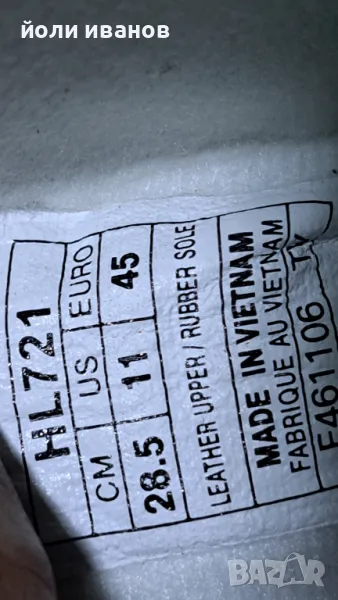 йоли иванов
HL721
EURO 45
US 11
CM 28.5
LEATHER UPPER / RUBBER SOLE
MADE IN VIETNAM
FABRIQUE AU VIETNAM
F461106 TY
BAZAR